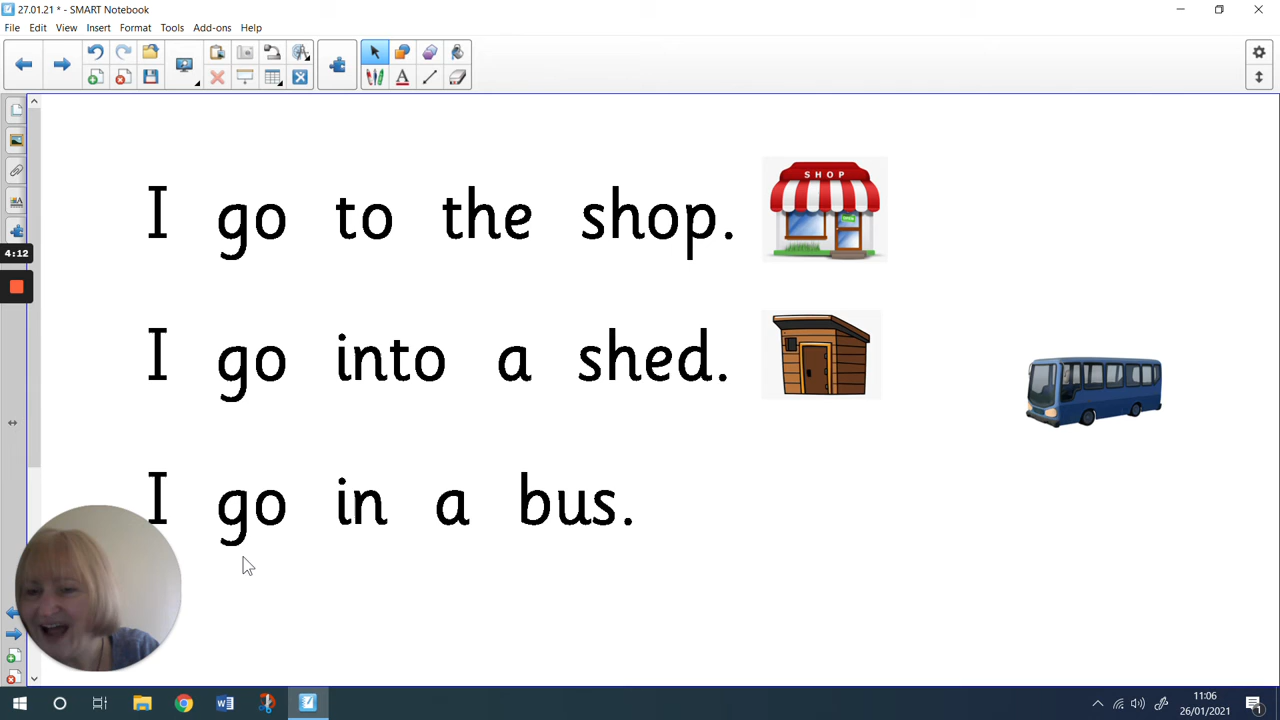 27.01.21 * - SMART Notebook
File Edit View Insert Format Tools Add-ons Help
I go to the shop.
SHOP
OPEN
4:12
I go into a shed.
I go in a bus.
11:06
26/01/2021